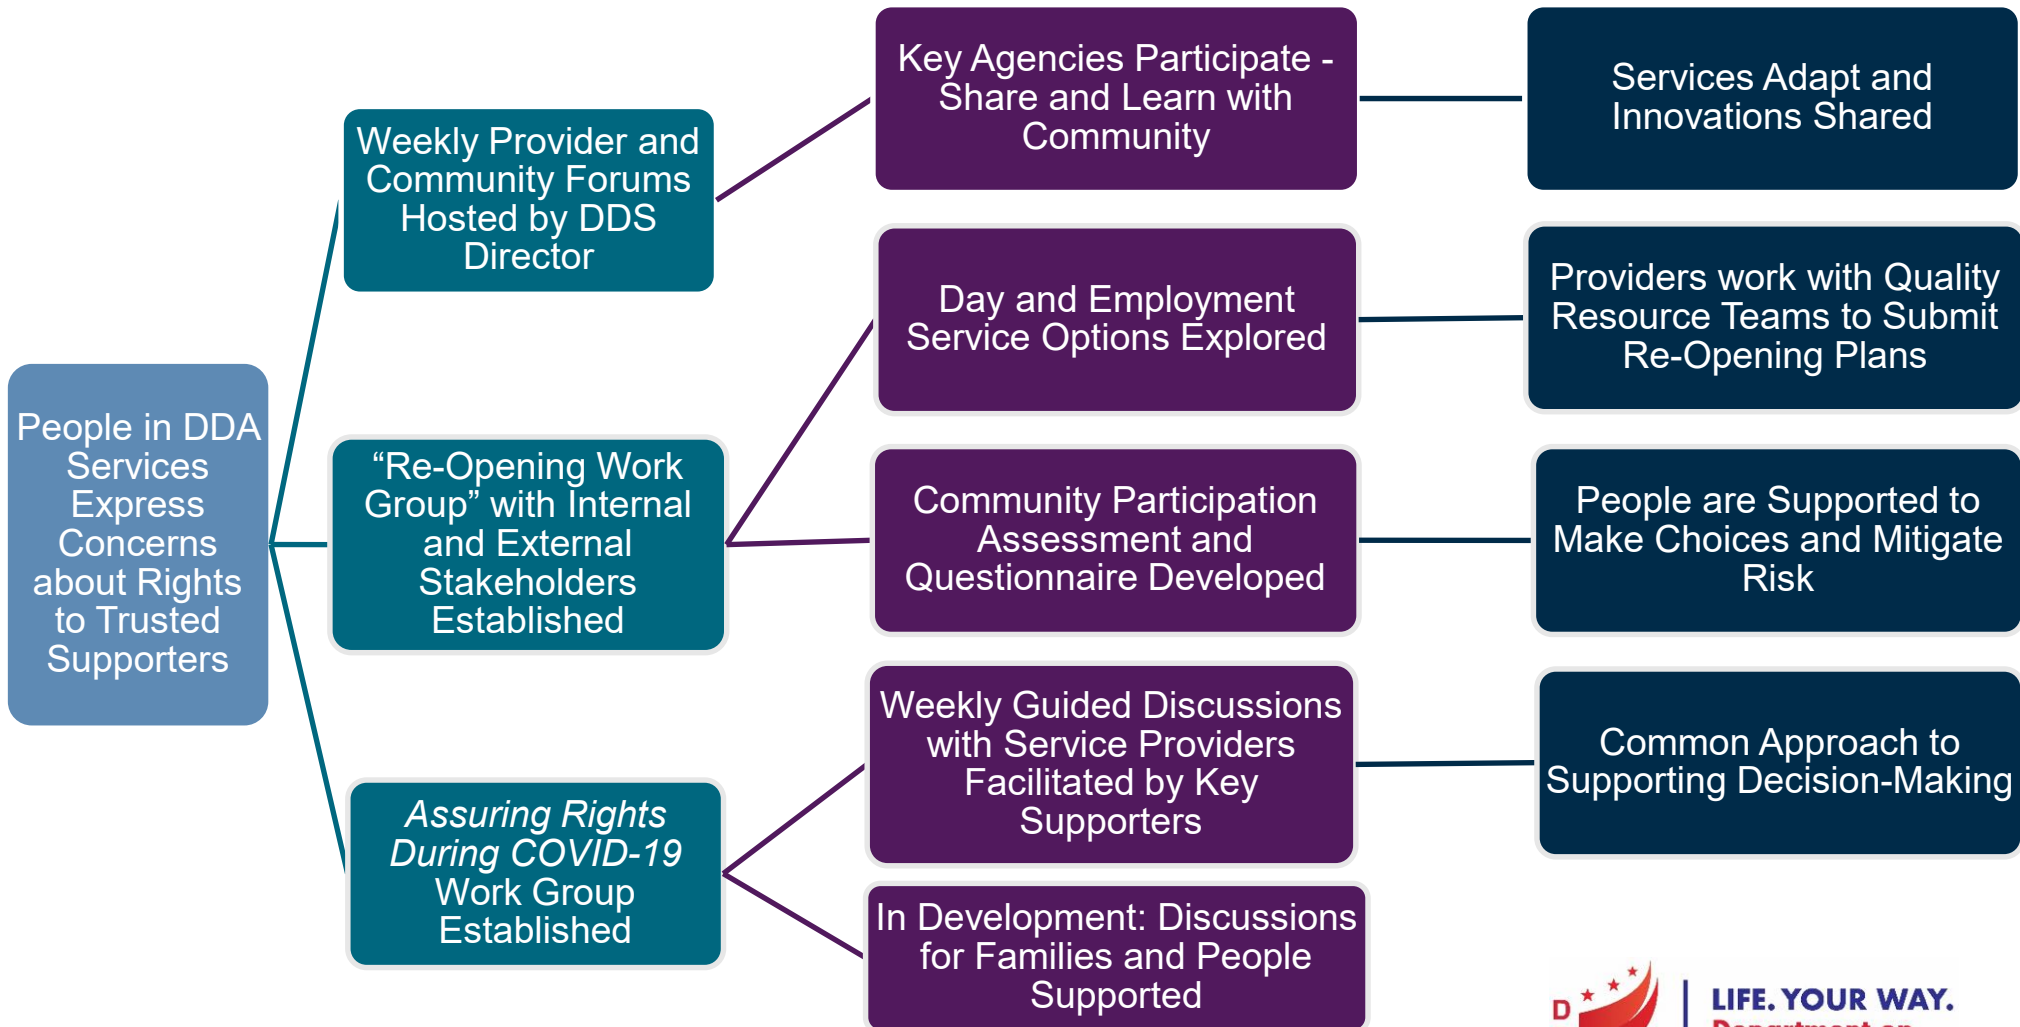 People in DDA
Services
Express
Concerns
about Rights
to Trusted
Supporters
Weekly Provider and
Community Forums
Hosted by DDS
Director
“Re-Opening Work
Group” with Internal
and External
Stakeholders
Established
Assuring Rights
During COVID-19
Work Group
Established
Key Agencies Participate -
Share and Learn with
Community
Day and Employment
Service Options Explored
Community Participation
Assessment and
Questionnaire Developed
Weekly Guided Discussions
with Service Providers
Facilitated by Key
Supporters
In Development: Discussions
for Families and People
Supported
Services Adapt and
Innovations Shared
Providers work with Quality
Resource Teams to Submit
Re-Opening Plans
People are Supported to
Make Choices and Mitigate
Risk
Common Approach to
Supporting Decision-Making
D
LIFE. YOUR WAY.
Department on